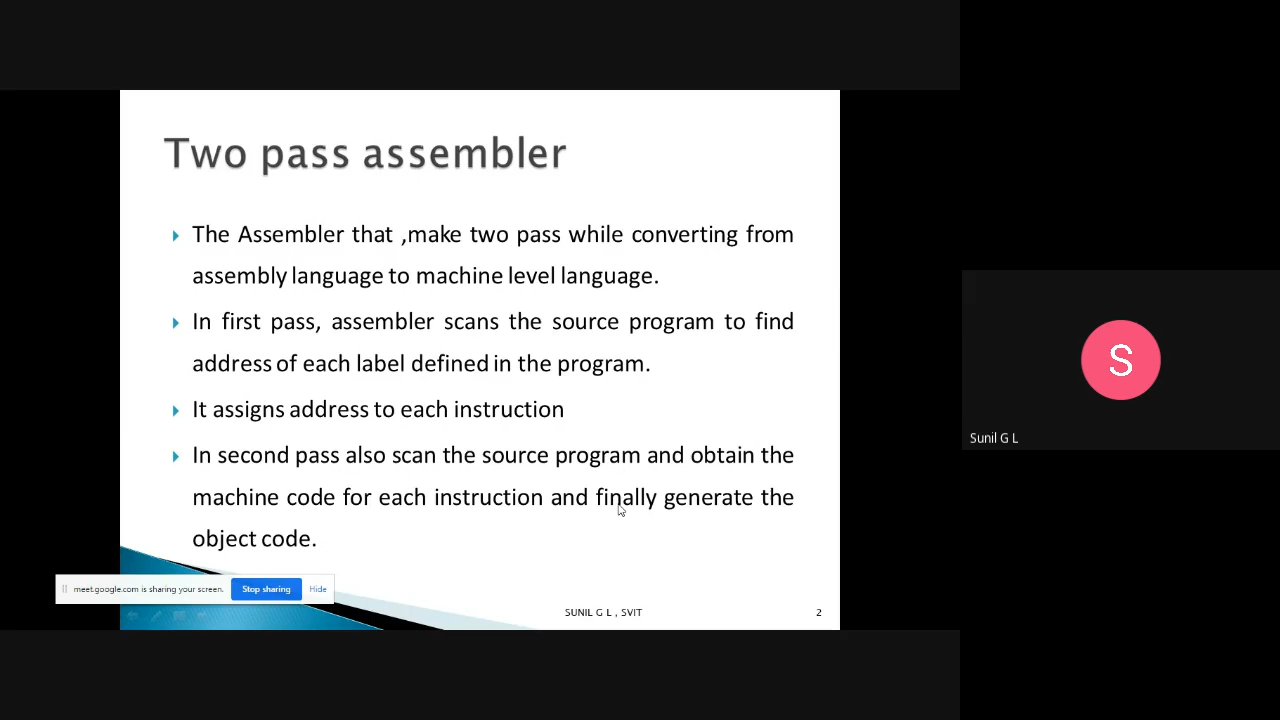 Two pass assembler
The Assembler that ,make two pass while converting from
assembly language to machine level language.
In first pass, assembler scans the source program to find
address of each label defined in the program.
It assigns address to each instruction
In second pass also scan the source program and obtain the
machine code for each instruction and finally generate the
object code.
meet.google.com is sharing your screen. Stop sharing Hide
SUNIL G L , SVIT 2
S
Sunil G L